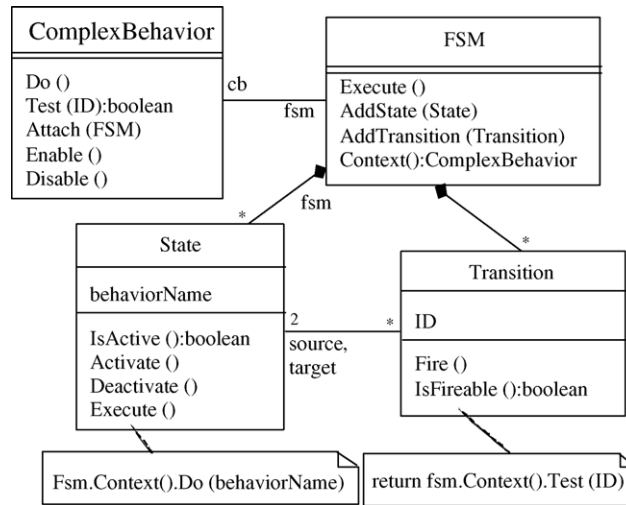 ComplexBehavior
Do ()
Test (ID):boolean
Attach (FSM)
Enable ()
Disable ()
cb
fsm
FSM
Execute ()
AddState (State)
AddTransition (Transition)
Context():ComplexBehavior
fsm
*
*
State
behaviorName
IsActive ():boolean
Activate ()
Deactivate ()
Execute ()
2
*
source,
target
Transition
ID
Fire ()
IsFireable ():boolean
Fsm.Context().Do (behaviorName)
return fsm.Context().Test (ID)